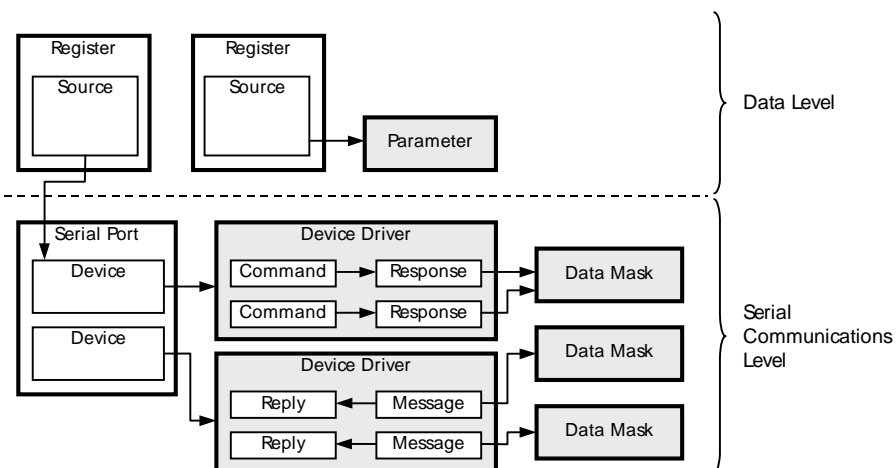 Register
Register
Source
Source
Data Level
Parameter
Serial Port
Device Driver
Device
Command
Response
Data Mask
Command
Response
Device
Serial
Communications
Level
Data Mask
Device Driver
Reply
Message
Reply
Message
Data Mask